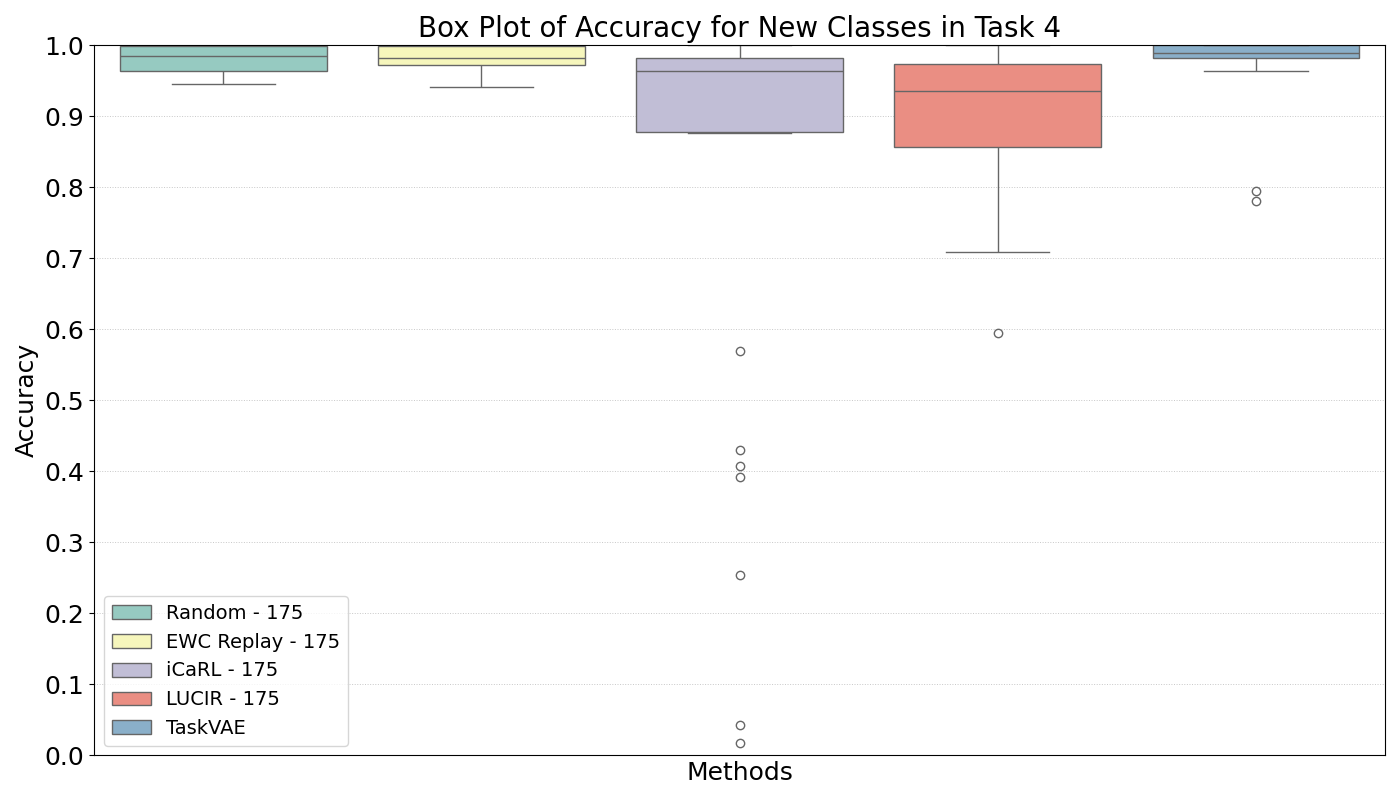 Box Plot of Accuracy for New Classes in Task 4
1.0
0.9
0.8
0.7
0.6
0.5
0.4
0.3
0.2
0.1
0.0
Accuracy
Random - 175
EWC Replay - 175
iCaRL - 175
LUCIR - 175
TaskVAE
Methods